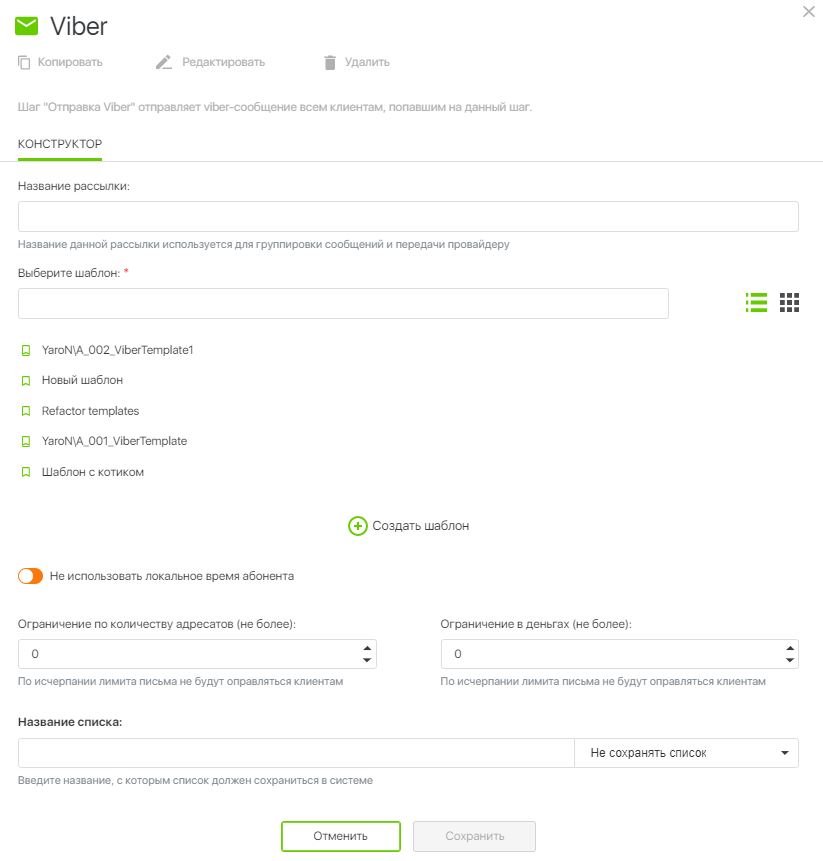 Viber
Копировать Редактировать Удалить
Шаг "Отправка Viber" отправляет viber-сообщение всем клиентам, попавшим на данный шаг.
КОНСТРУКТОР
Название рассылки:
Название данной рассылки используется для группировки сообщений и передачи провайдеру
Выберите шаблон: *
YaroN\A_002_ViberTemplate1
Новый шаблон
Refactor templates
YaroN\A_001_ViberTemplate
Шаблон с котиком
Создать шаблон
Не использовать локальное время абонента
Ограничение по количеству адресатов (не более): Ограничение в деньгах (не более):
0 0
По исчерпании лимита письма не будут оправляться клиентам По исчерпании лимита письма не будут оправляться клиентам
Название списка:
Не сохранять список
Введите название, с которым список должен сохраниться в системе
Отменить Сохранить